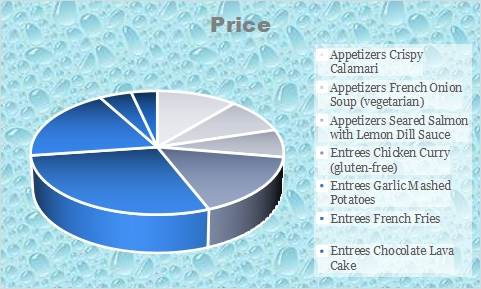 Price
Appetizers Crispy
Calamari
Appetizers French Onion
Soup (vegetarian)
Appetizers Seared Salmon
with Lemon Dill Sauce
Entrees Chicken Curry
(gluten-free)
Entrees Garlic Mashed
Potatoes
Entrees French Fries
Entrees Chocolate Lava
Cake